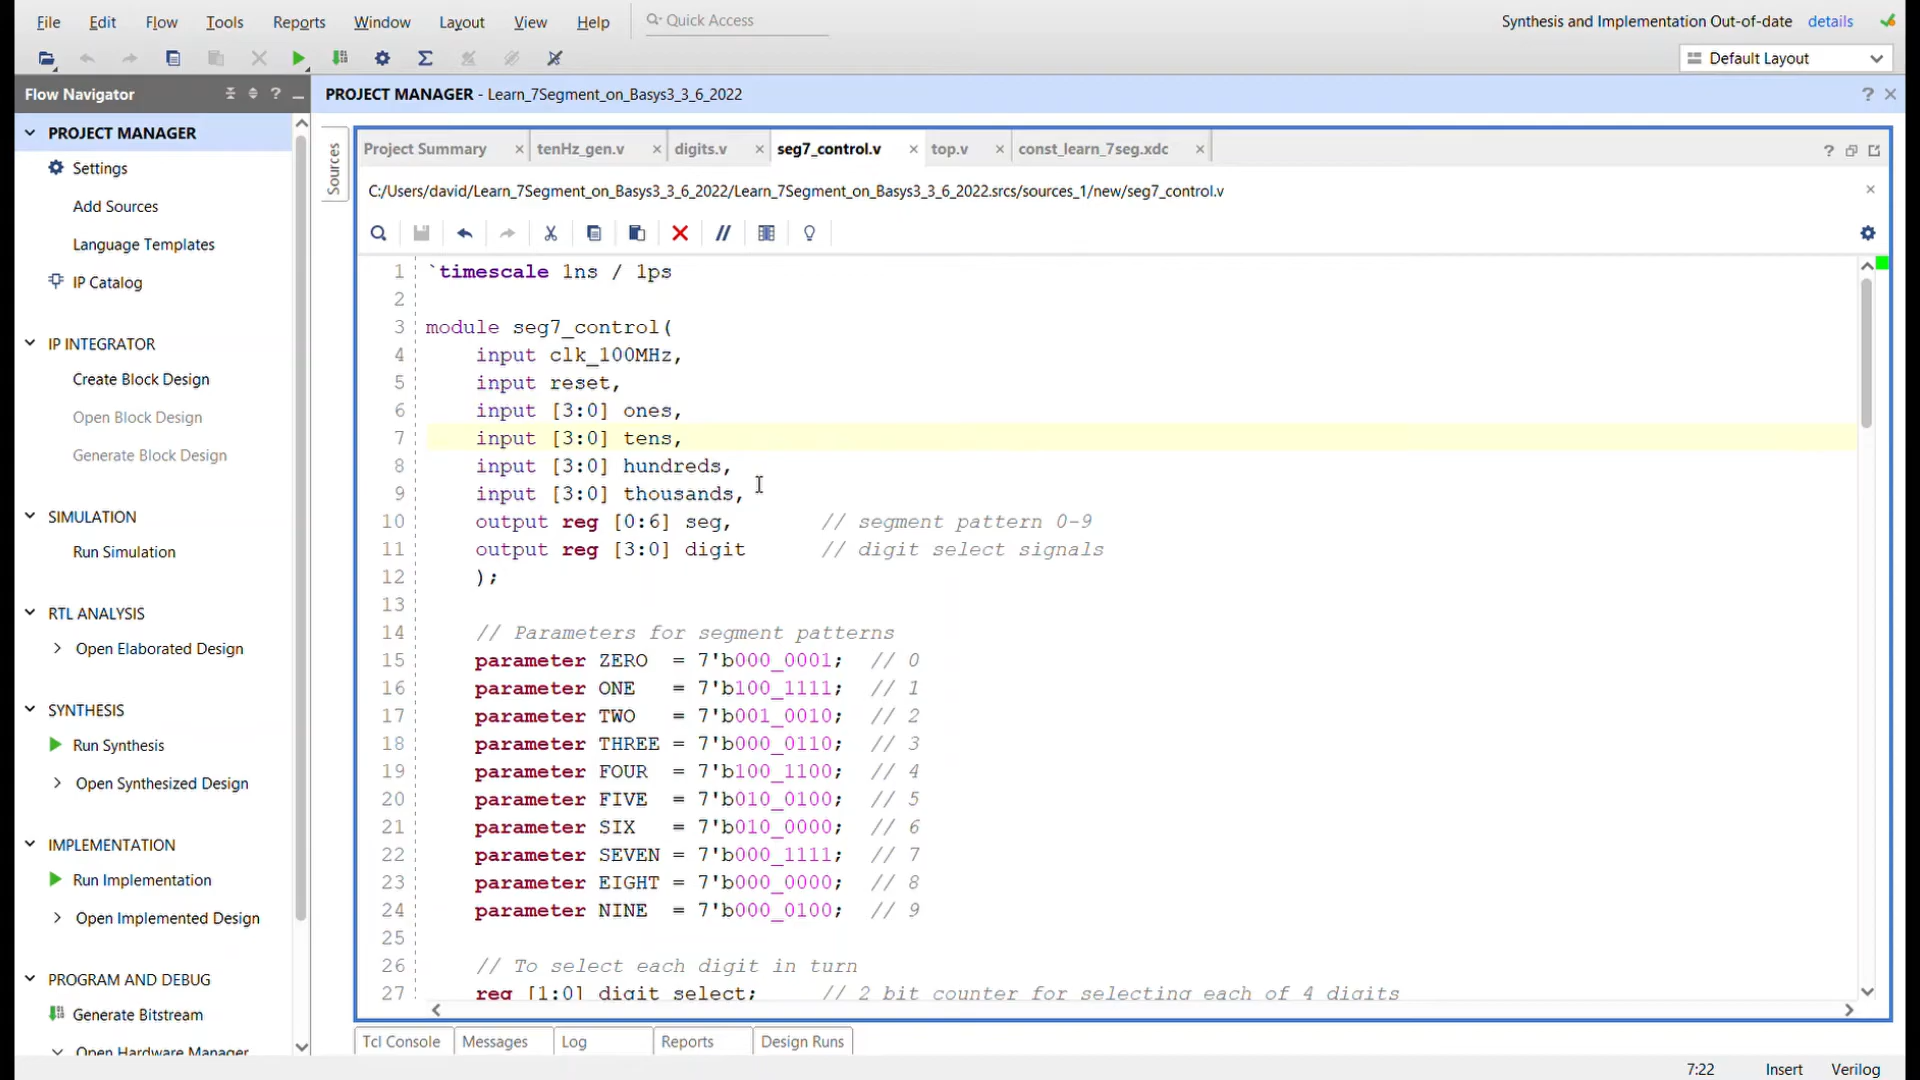 File Edit Flow Tools Reports Window Layout View Help Quick Access Synthesis and Implementation Out-of-date details
Default Layout
Flow Navigator ? PROJECT MANAGER - Learn_7Segment_on_Basys3_3_6_2022 ?
PROJECT MANAGER
Settings
Add Sources
Language Templates
IP Catalog
IP INTEGRATOR
Create Block Design
Open Block Design
Generate Block Design
SIMULATION
Run Simulation
RTL ANALYSIS
Open Elaborated Design
SYNTHESIS
Run Synthesis
Open Synthesized Design
IMPLEMENTATION
Run Implementation
Open Implemented Design
PROGRAM AND DEBUG
Generate Bitstream
Open Hardware Manager
Sources
Project Summary tenHz_gen.v digits.v seg7_control.v top.v const_learn_7seg.xdc ?
C:/Users/david/Learn_7Segment_on_Basys3_3_6_2022/Learn_7Segment_on_Basys3_3_6_2022.srcs/sources_1/new/seg7_control.v
1 `timescale 1ns / 1ps
2
3 module seg7_control(
4 input clk_100MHz,
5 input reset,
6 input [3:0] ones,
7 input [3:0] tens,
8 input [3:0] hundreds,
9 input [3:0] thousands,
10 output reg [0:6] seg, // segment pattern 0-9
11 output reg [3:0] digit // digit select signals
12 );
13
14 // Parameters for segment patterns
15 parameter ZERO = 7'b000_0001; // 0
16 parameter ONE = 7'b100_1111; // 1
17 parameter TWO = 7'b001_0010; // 2
18 parameter THREE = 7'b000_0110; // 3
19 parameter FOUR = 7'b100_1100; // 4
20 parameter FIVE = 7'b010_0100; // 5
21 parameter SIX = 7'b010_0000; // 6
22 parameter SEVEN = 7'b000_1111; // 7
23 parameter EIGHT = 7'b000_0000; // 8
24 parameter NINE = 7'b000_0100; // 9
25
26 // To select each digit in turn
27 reg [1:0] digit_select; // 2 bit counter for selecting each of 4 digits
Tcl Console Messages Log Reports Design Runs
7:22 Insert Verilog